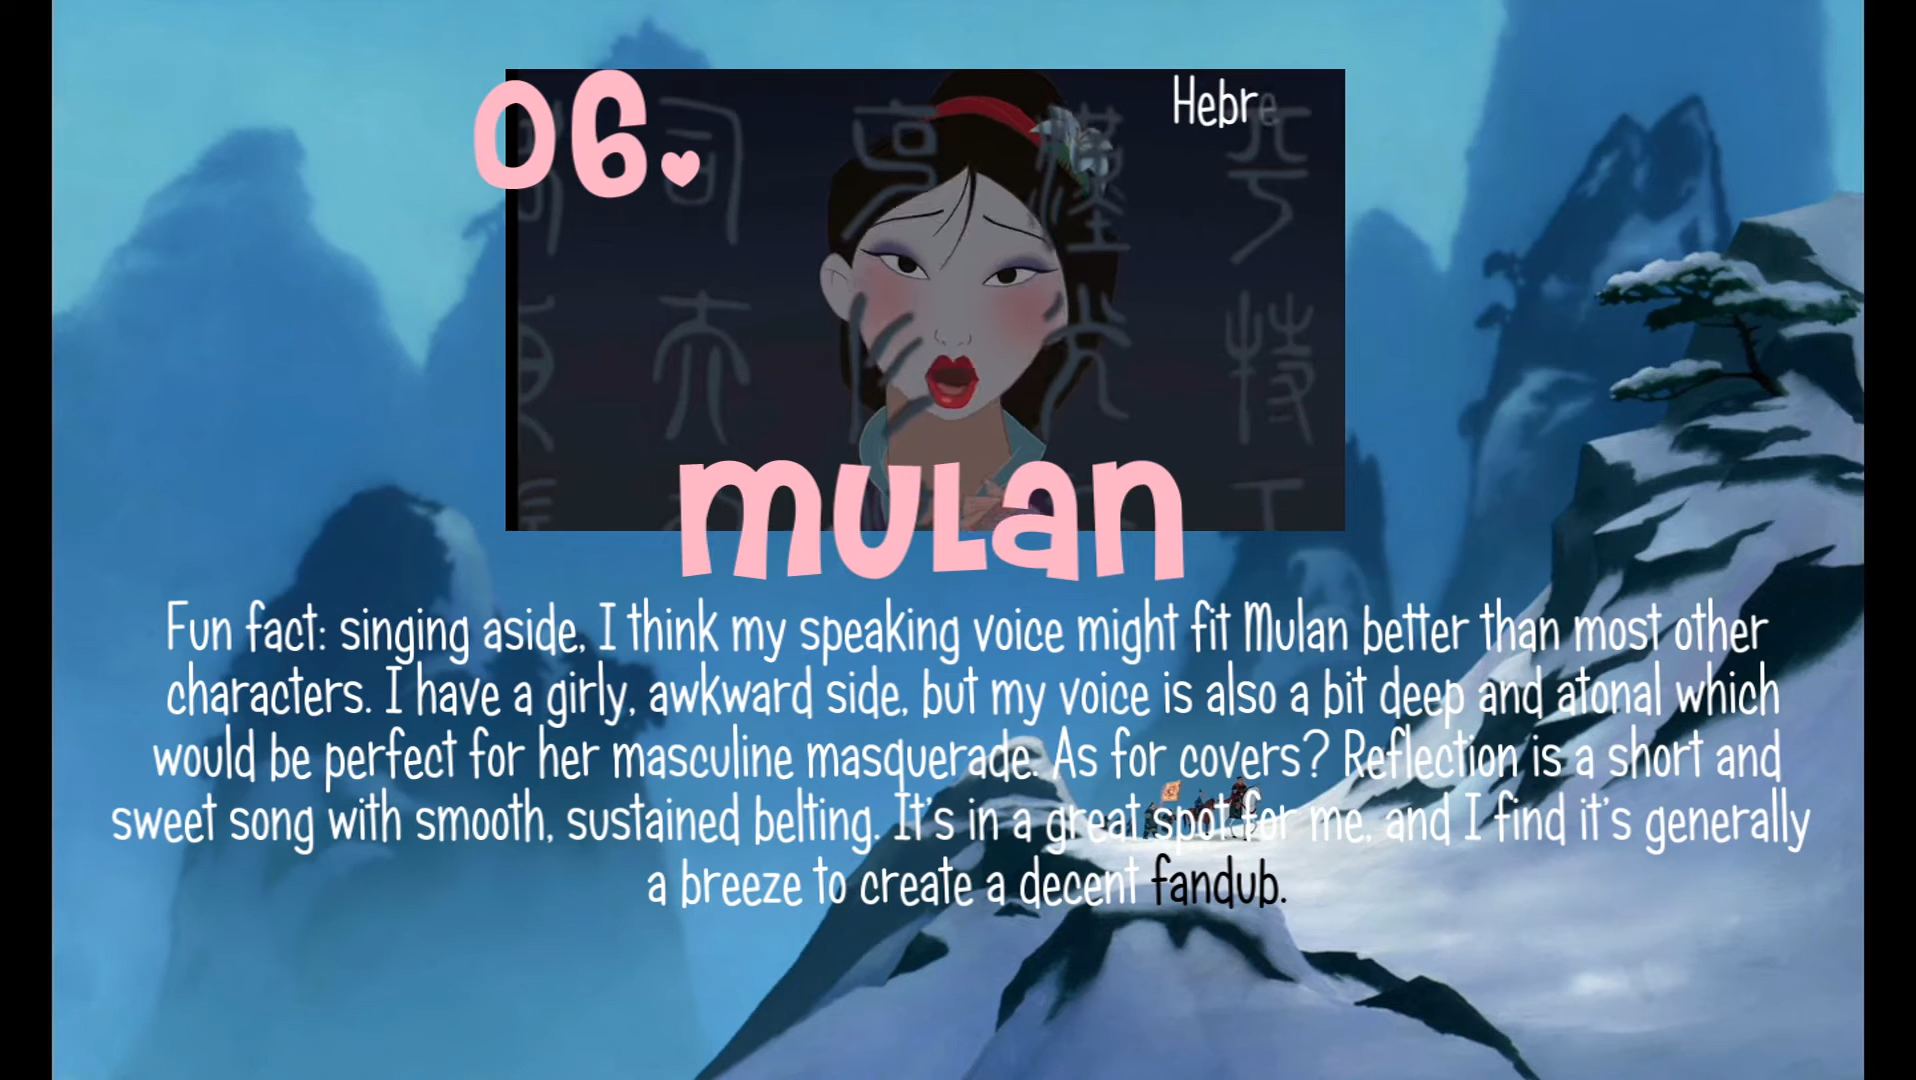 06.
Hebre
mulan
Fun fact: singing aside, I think my speaking voice might fit Mulan better than most other
characters. I have a girly, awkward side, but my voice is also a bit deep and atonal which
would be perfect for her masculine masquerade. As for covers? Reflection is a short and
sweet song with smooth, sustained belting. It's in a great spot for me, and I find it's generally
a breeze to create a decent fandub.